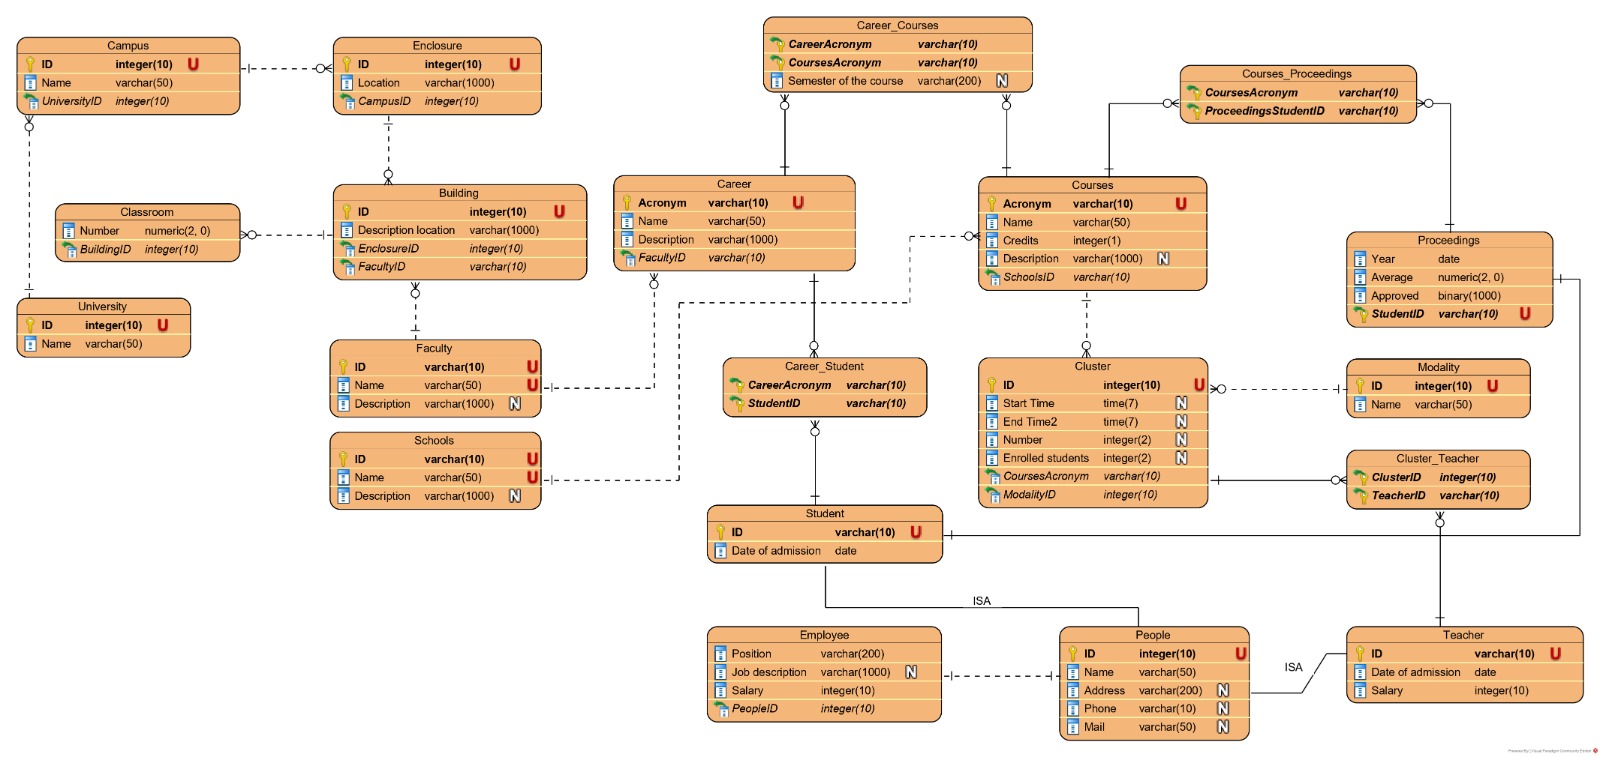 Career_Courses
CareerAcronym varchar(10)
CoursesAcronym varchar(10)
Semester of the course varchar(200) N
Campus
ID integer(10) U
Name varchar(50)
UniversityID integer(10)
Enclosure
ID integer(10) U
Location varchar(1000)
CampusID integer(10)
Courses_Proceedings
CoursesAcronym varchar(10)
ProceedingsStudentID varchar(10)
Classroom
Number numeric(2, 0)
BuildingID integer(10)
Building
ID integer(10) U
Description location varchar(1000)
EnclosureID integer(10)
FacultyID varchar(10)
Career
Acronym varchar(10) U
Name varchar(50)
Description varchar(1000)
FacultyID varchar(10)
Courses
Acronym varchar(10) U
Name varchar(50)
Credits integer(1)
Description varchar(1000) N
SchoolsID varchar(10)
Proceedings
Year date
Average numeric(2, 0)
Approved binary(1000)
StudentID varchar(10) U
University
ID integer(10) U
Name varchar(50)
Faculty
ID varchar(10) U
Name varchar(50) U
Description varchar(1000) N
Career_Student
CareerAcronym varchar(10)
StudentID varchar(10)
Cluster
ID integer(10) U
Start Time time(7) N
End Time2 time(7) N
Number integer(2) N
Enrolled students integer(2) N
CoursesAcronym varchar(10)
ModalityID integer(10)
Modality
ID integer(10) U
Name varchar(50)
Schools
ID varchar(10) U
Name varchar(50) U
Description varchar(1000) N
Cluster_Teacher
ClusterID integer(10)
TeacherID varchar(10)
Student
ID varchar(10) U
Date of admission date
ISA
Employee
Position varchar(200)
Job description varchar(1000) N
Salary integer(10)
PeopleID integer(10)
People
ID integer(10) U
Name varchar(50)
Address varchar(200) N
Phone varchar(10) N
Mail varchar(50) N
ISA
Teacher
ID varchar(10) U
Date of admission date
Salary integer(10)
Visual Paradigm Community Edition